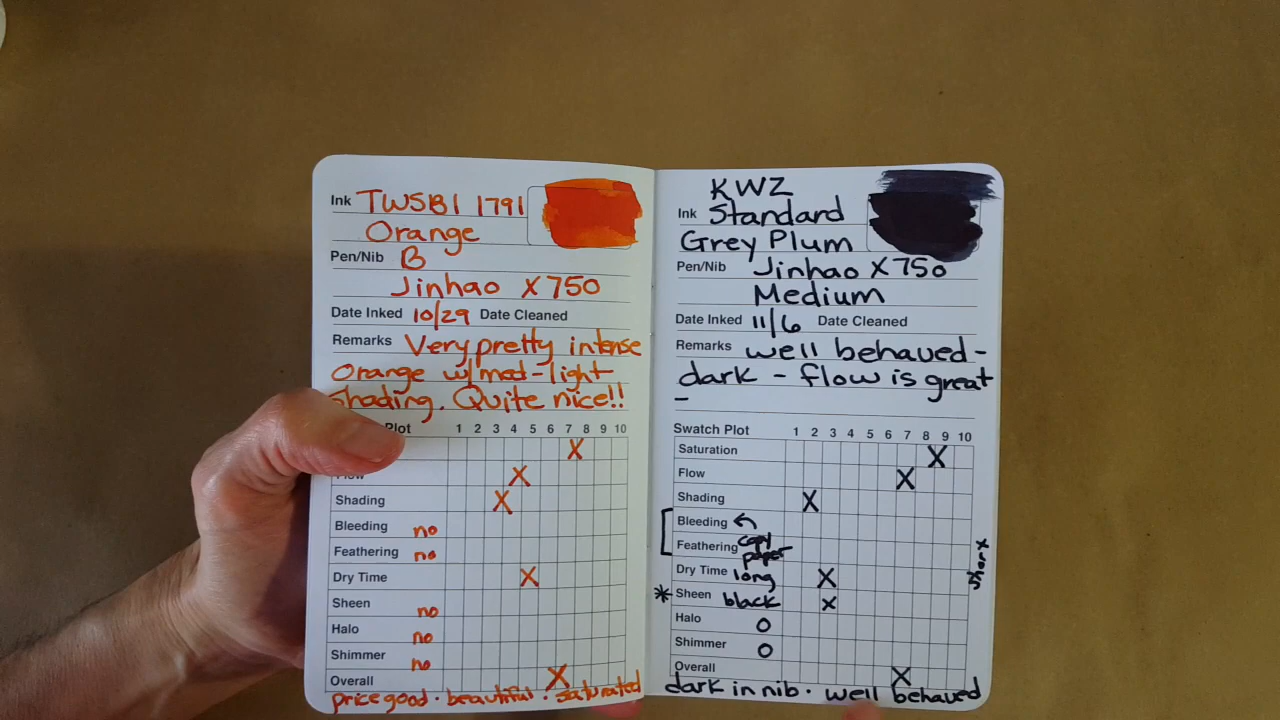 Ink TWSBI 1791
Orange
Pen/Nib B
Jinhao X750
Date Inked 10/29 Date Cleaned
Remarks Very pretty intense
Orange w/med-light
shading. Quite nice!!
Plot 1 2 3 4 5 6 7 8 9 10
X
Flow X
Shading X
Bleeding no
Feathering no
Dry Time X
Sheen no
Halo no
Shimmer no
Overall X
price good · beautiful · saturated
KWZ
Ink Standard
Grey Plum
Pen/Nib Jinhao X750
Medium
Date Inked 11/6 Date Cleaned
Remarks well behaved-
dark - flow is great
-
Swatch Plot 1 2 3 4 5 6 7 8 9 10
Saturation X
Flow X
Shading X
Bleeding ←
Feathering copy
paper
Dry Time long X
* Sheen black X
Halo O
Shimmer O
Overall X
dark in nib · well behaved